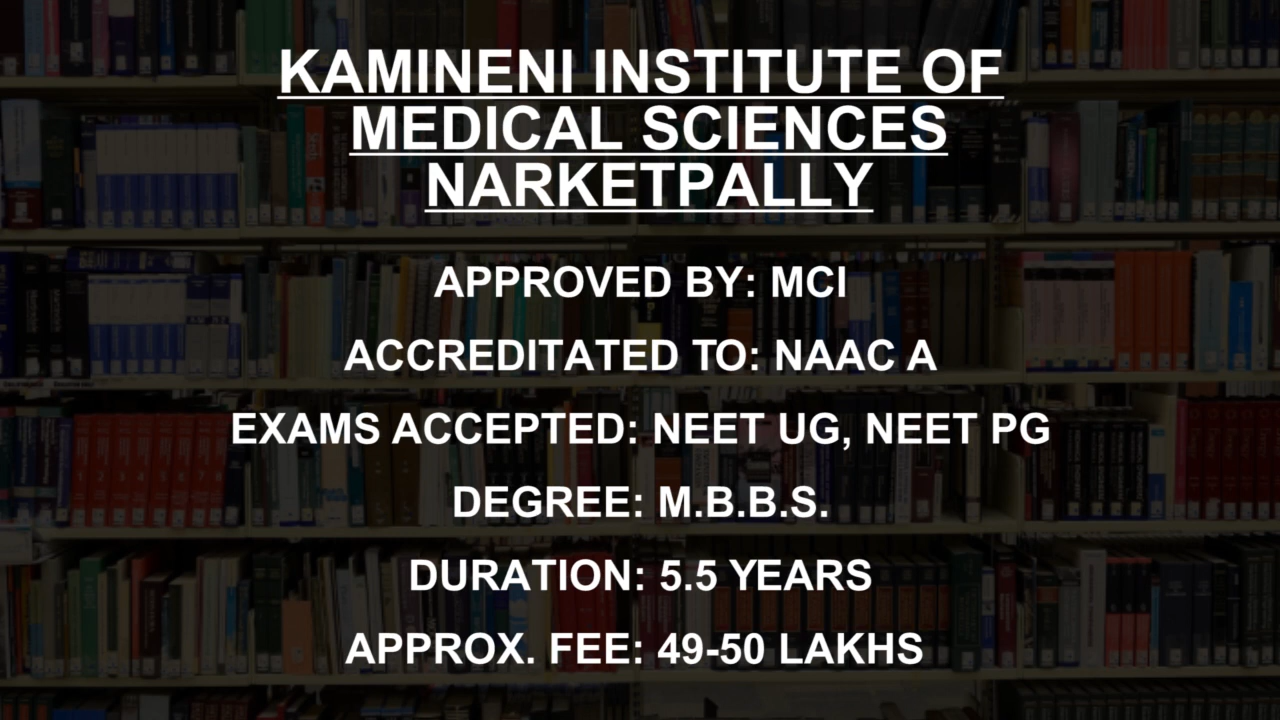 KAMINENI INSTITUTE OF
MEDICAL SCIENCES
NARKETPALLY
APPROVED BY: MCI
ACCREDITATED TO: NAAC A
EXAMS ACCEPTED: NEET UG, NEET PG
DEGREE: M.B.B.S.
DURATION: 5.5 YEARS
APPROX. FEE: 49-50 LAKHS